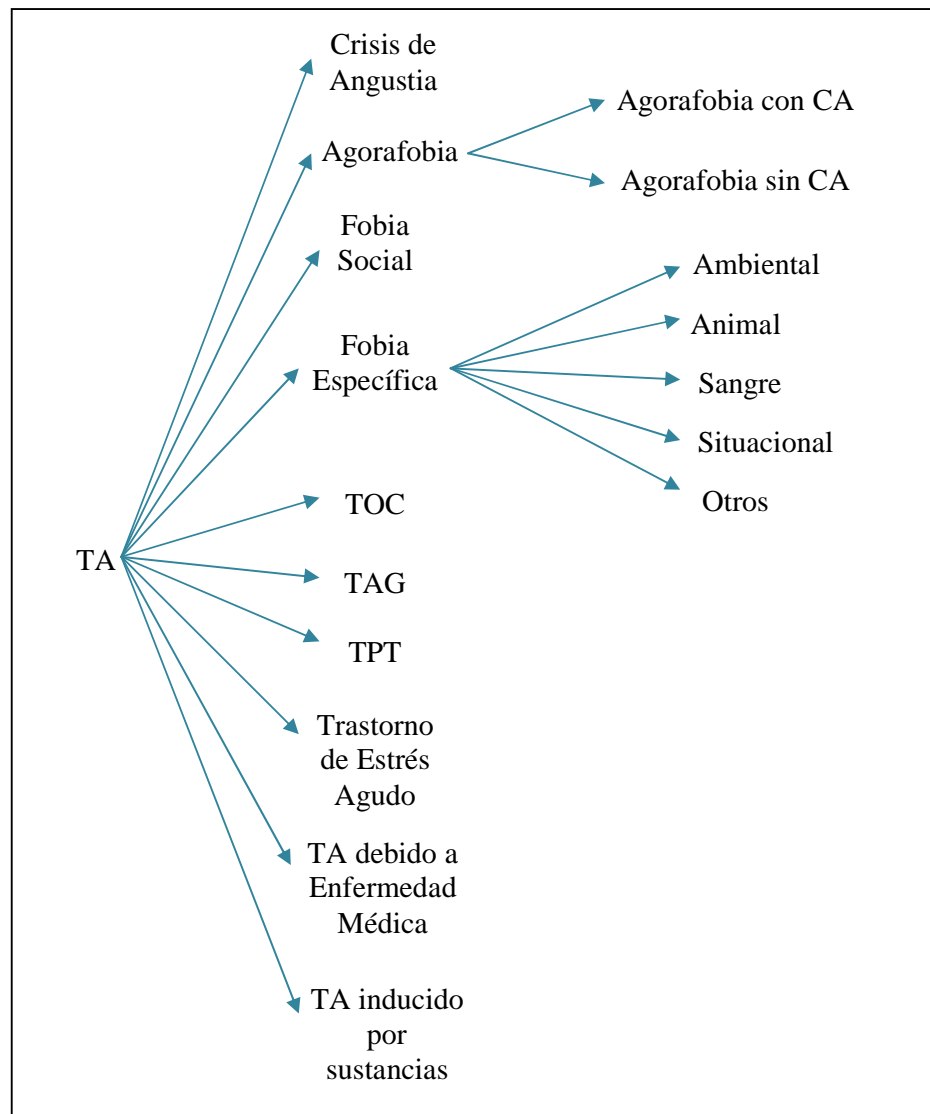 Crisis de
Angustia
Agorafobia
Agorafobia con CA
Agorafobia sin CA
Fobia
Social
Fobia
Específica
Ambiental
Animal
Sangre
Situacional
Otros
TA
TOC
TAG
TPT
Trastorno
de Estrés
Agudo
TA debido a
Enfermedad
Médica
TA inducido
por
sustancias